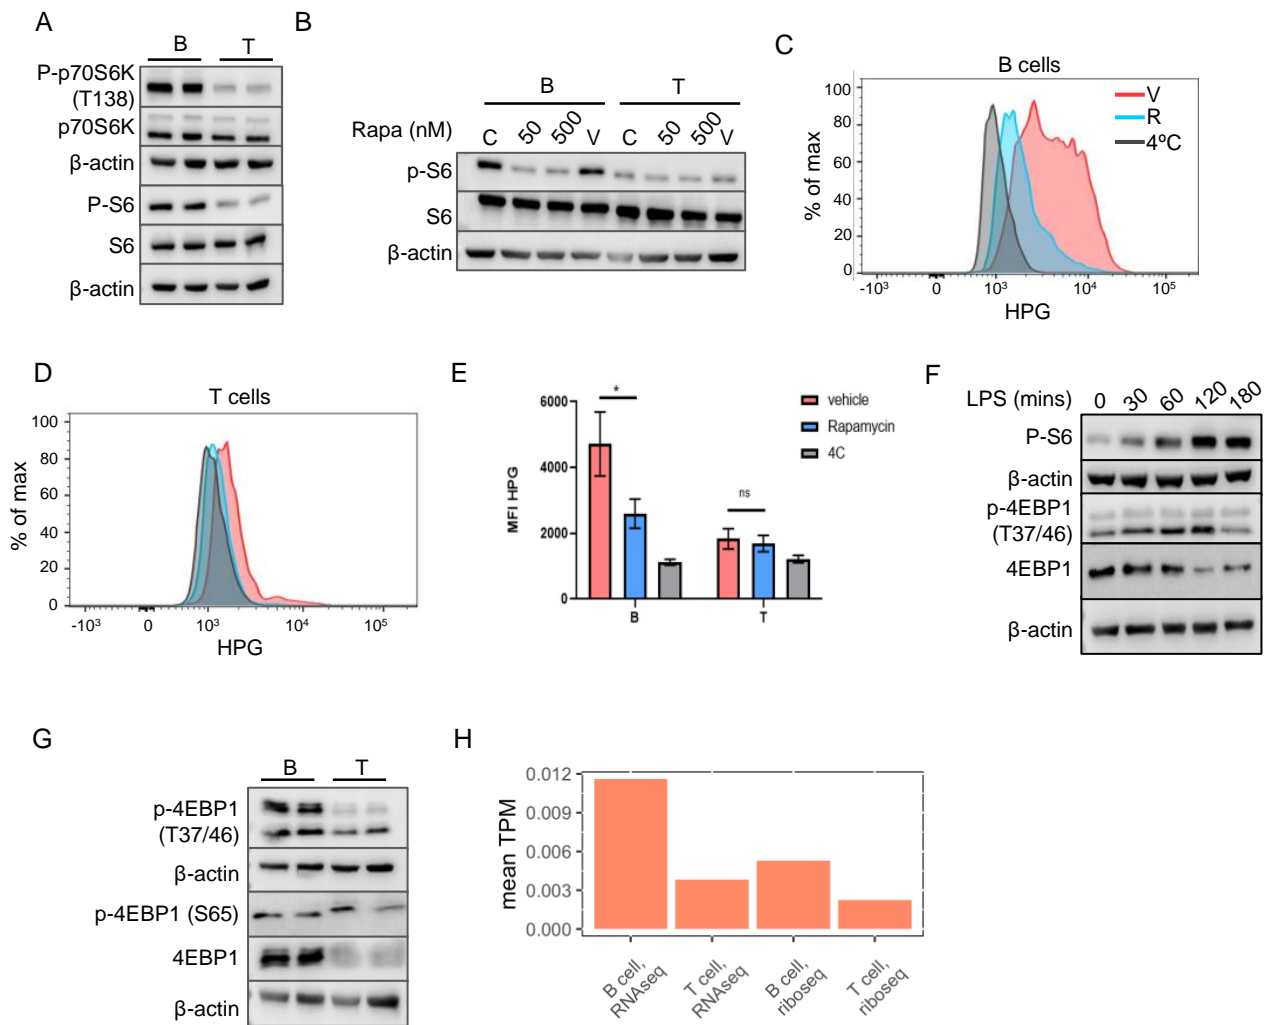 A
B T
P-p70S6K
(T138)
p70S6K
β-actin
P-S6
S6
β-actin
B
B T
Rapa (nM) C 50 500 V C 50 500 V
p-S6
S6
β-actin
C
B cells
V
R
4ºC
% of max
100
80
60
40
20
0
-10³ 0 10³ 10⁴ 10⁵
HPG
D
T cells
% of max
100
80
60
40
20
0
-10³ 0 10³ 10⁴ 10⁵
HPG
E
MFI HPG
6000
4000
2000
0
*
ns
B T
vehicle
Rapamycin
4C
F
LPS (mins) 0 30 60 120 180
P-S6
β-actin
p-4EBP1
(T37/46)
4EBP1
β-actin
G
B T
p-4EBP1
(T37/46)
β-actin
p-4EBP1 (S65)
4EBP1
β-actin
H
mean TPM
0.012
0.009
0.006
0.003
0.000
B cell,
RNAseq
T cell,
RNAseq
B cell,
riboseq
T cell,
riboseq